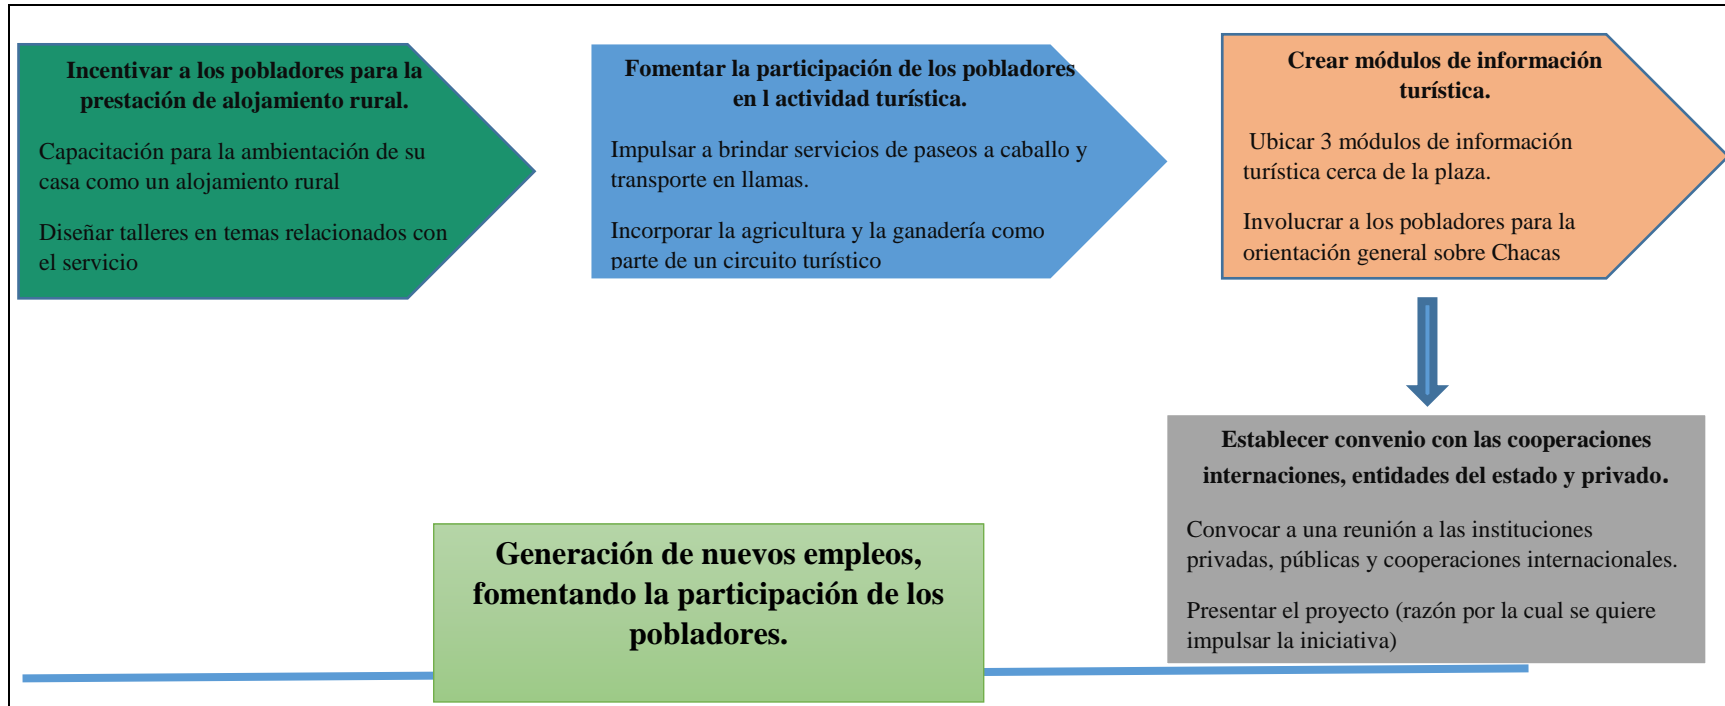 Incentivar a los pobladores para la
prestación de alojamiento rural.
Capacitación para la ambientación de su
casa como un alojamiento rural
Diseñar talleres en temas relacionados con
el servicio
Fomentar la participación de los pobladores
en l actividad turística.
Impulsar a brindar servicios de paseos a caballo y
transporte en llamas.
Incorporar la agricultura y la ganadería como
parte de un circuito turístico
Crear módulos de información
turística.
Ubicar 3 módulos de información
turística cerca de la plaza.
Involucrar a los pobladores para la
orientación general sobre Chacas
Establecer convenio con las cooperaciones
internaciones, entidades del estado y privado.
Convocar a una reunión a las instituciones
privadas, públicas y cooperaciones internacionales.
Presentar el proyecto (razón por la cual se quiere
impulsar la iniciativa)
Generación de nuevos empleos,
fomentando la participación de los
pobladores.